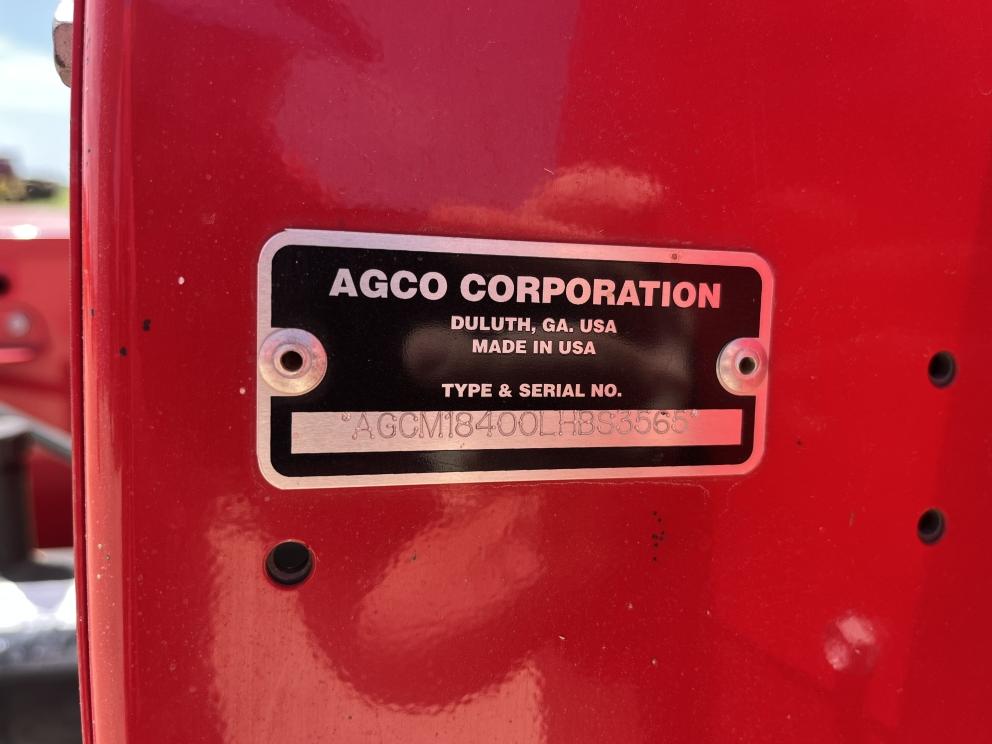 AGCO CORPORATION
DULUTH, GA. USA
MADE IN USA
TYPE & SERIAL NO.
*AGCM18400LHBS3565*